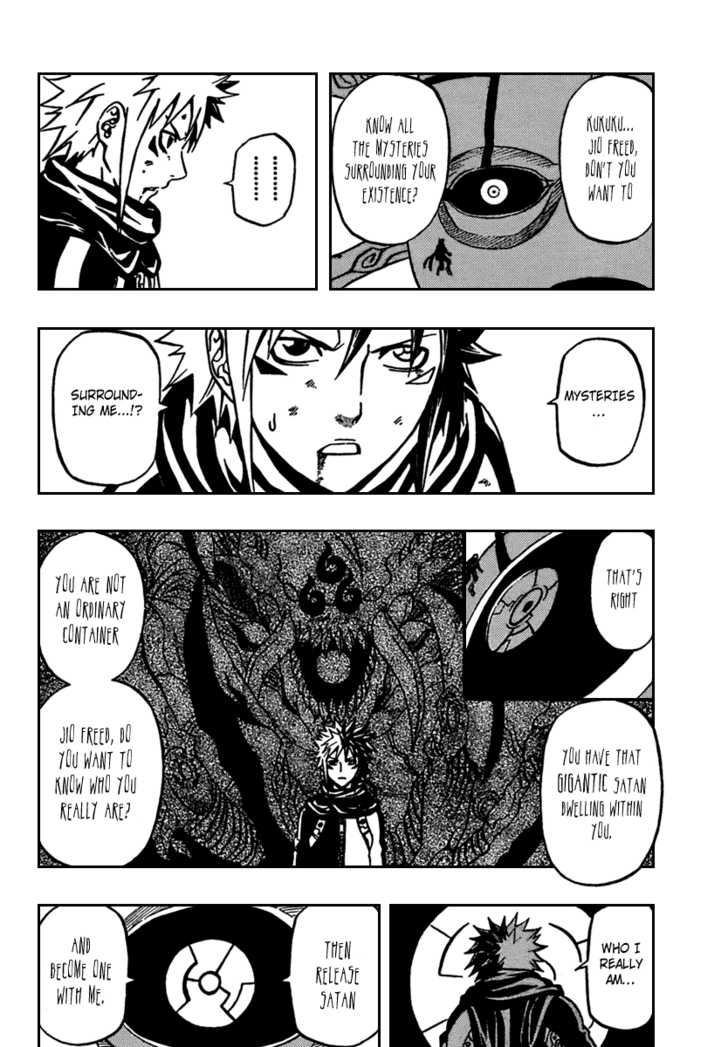 KUKUKU...
JIO FREED,
DON'T YOU
WANT TO
KNOW ALL
THE MYSTERIES
SURROUNDING YOUR
EXISTENCE?
MYSTERIES
...
SURROUND-
ING ME...!?
THAT'S
RIGHT
YOU HAVE THAT
GIGANTIC SATAN
DWELLING WITHIN
YOU.
YOU ARE NOT
AN ORDINARY
CONTAINER
JIO FREED, DO
YOU WANT TO
KNOW WHO YOU
REALLY ARE?
WHO I
REALLY
AM...
THEN
RELEASE
SATAN
AND
BECOME ONE
WITH ME.